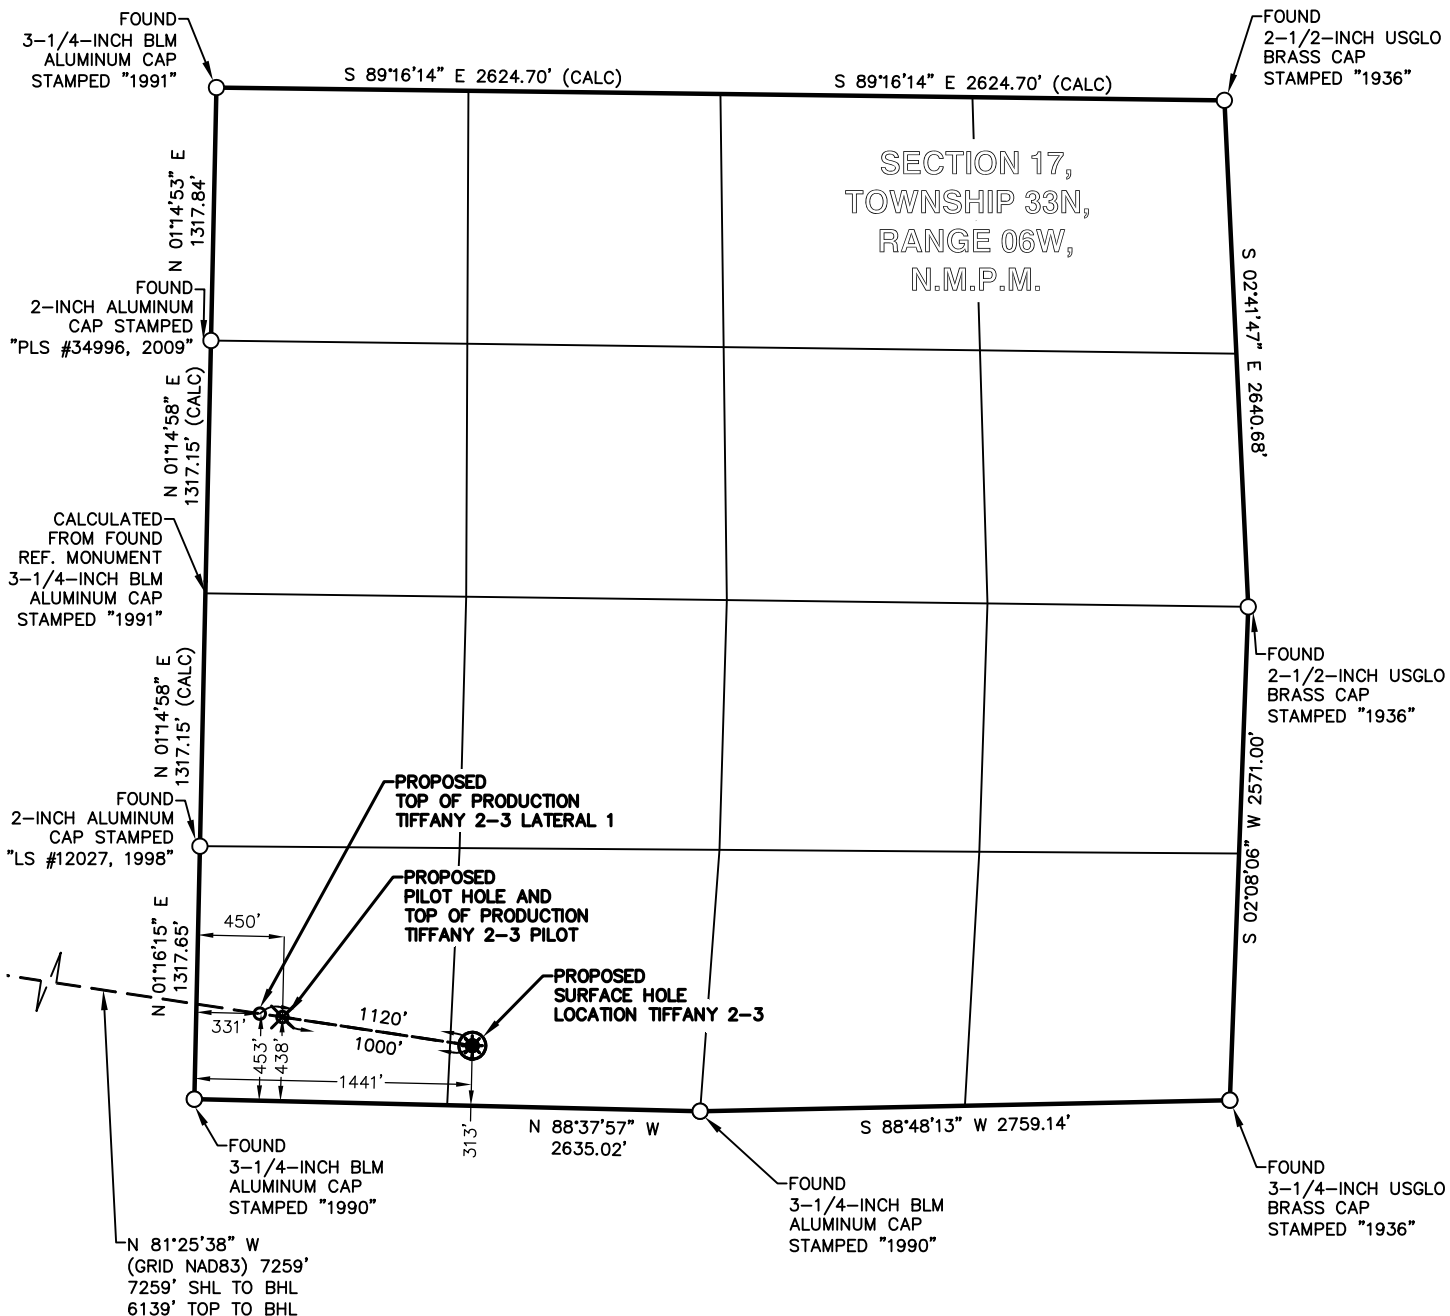 FOUND
3-1/4-INCH BLM
ALUMINUM CAP
STAMPED "1991"
S 89°16'14" E 2624.70' (CALC)
S 89°16'14" E 2624.70' (CALC)
FOUND
2-1/2-INCH USGLO
BRASS CAP
STAMPED "1936"
N 01°14'53" E
1317.84'
SECTION 17,
TOWNSHIP 33N,
RANGE 06W,
N.M.P.M.
S 02°41'47" E 2640.68'
FOUND
2-INCH ALUMINUM
CAP STAMPED
"PLS #34996, 2009"
N 01°14'58" E
1317.15' (CALC)
CALCULATED
FROM FOUND
REF. MONUMENT
3-1/4-INCH BLM
ALUMINUM CAP
STAMPED "1991"
FOUND
2-1/2-INCH USGLO
BRASS CAP
STAMPED "1936"
N 01°14'58" E
1317.15' (CALC)
S 02°08'06" W 2571.00'
PROPOSED
TOP OF PRODUCTION
TIFFANY 2-3 LATERAL 1
FOUND
2-INCH ALUMINUM
CAP STAMPED
"LS #12027, 1998"
PROPOSED
PILOT HOLE AND
TOP OF PRODUCTION
TIFFANY 2-3 PILOT
N 01°16'15" E
1317.65'
450'
PROPOSED
SURFACE HOLE
LOCATION TIFFANY 2-3
331'
453'
438'
1120'
1000'
1441'
313'
N 88°37'57" W
2635.02'
S 88°48'13" W 2759.14'
FOUND
3-1/4-INCH BLM
ALUMINUM CAP
STAMPED "1990"
FOUND
3-1/4-INCH BLM
ALUMINUM CAP
STAMPED "1990"
FOUND
3-1/4-INCH USGLO
BRASS CAP
STAMPED "1936"
N 81°25'38" W
(GRID NAD83) 7259'
7259' SHL TO BHL
6139' TOP TO BHL